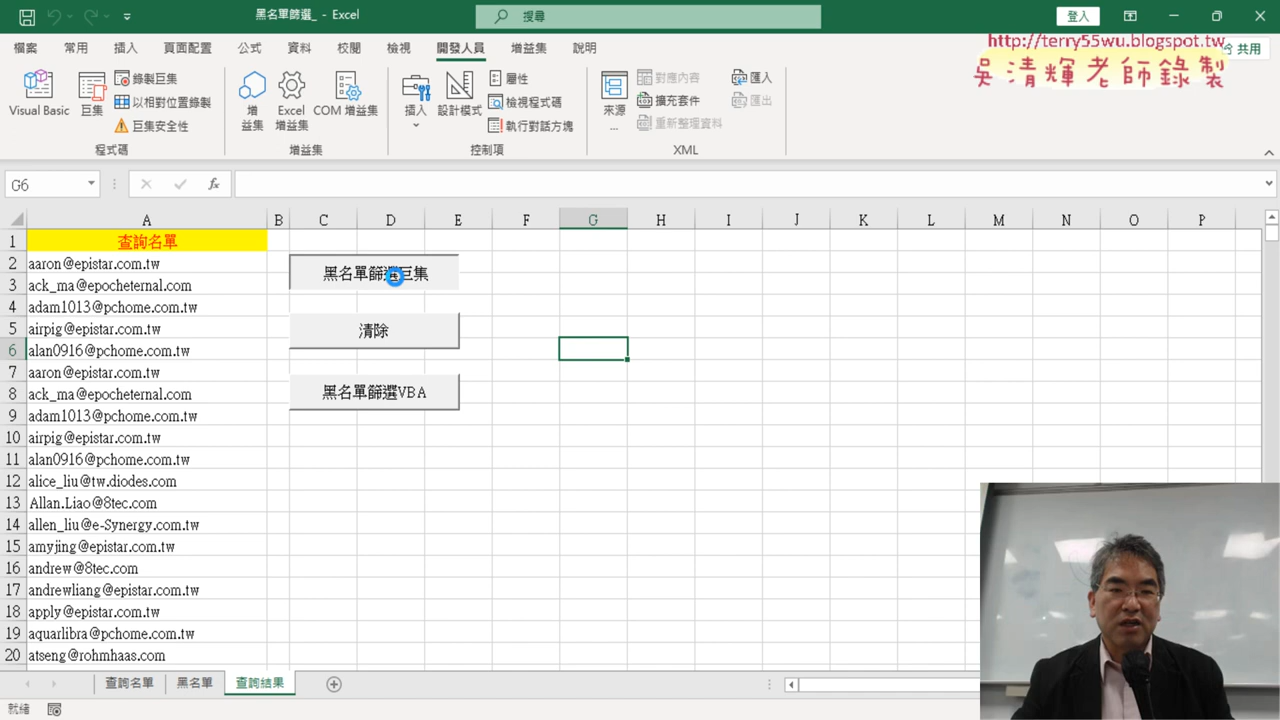 黑名單篩選_ - Excel
搜尋
登入
檔案 常用 插入 頁面配置 公式 資料 校閱 檢視 開發人員 增益集 說明
共用
http://terry55wu.blogspot.tw
吳清輝老師錄製
Visual Basic
巨集
錄製巨集
以相對位置錄製
巨集安全性
程式碼
增益集
Excel 增益集
COM 增益集
增益集
插入
設計模式
屬性
檢視程式碼
執行對話方塊
控制項
來源
...
對應內容
擴充套件
重新整理資料
匯入
匯出
XML
G6
fx
A B C D E F G H I J K L M N O P
1 查詢名單
2 aaron@epistar.com.tw
3 ack_ma@epocheternal.com
4 adam1013@pchome.com.tw
5 airpig@epistar.com.tw
6 alan0916@pchome.com.tw
7 aaron@epistar.com.tw
8 ack_ma@epocheternal.com
9 adam1013@pchome.com.tw
10 airpig@epistar.com.tw
11 alan0916@pchome.com.tw
12 alice_liu@tw.diodes.com
13 Allan.Liao@8tec.com
14 allen_liu@e-Synergy.com.tw
15 amyjing@epistar.com.tw
16 andrew@8tec.com
17 andrewliang@epistar.com.tw
18 apply@epistar.com.tw
19 aquarlibra@pchome.com.tw
20 atseng@rohmhaas.com
黑名單篩選巨集
清除
黑名單篩選VBA
查詢名單 黑名單 查詢結果
就緒